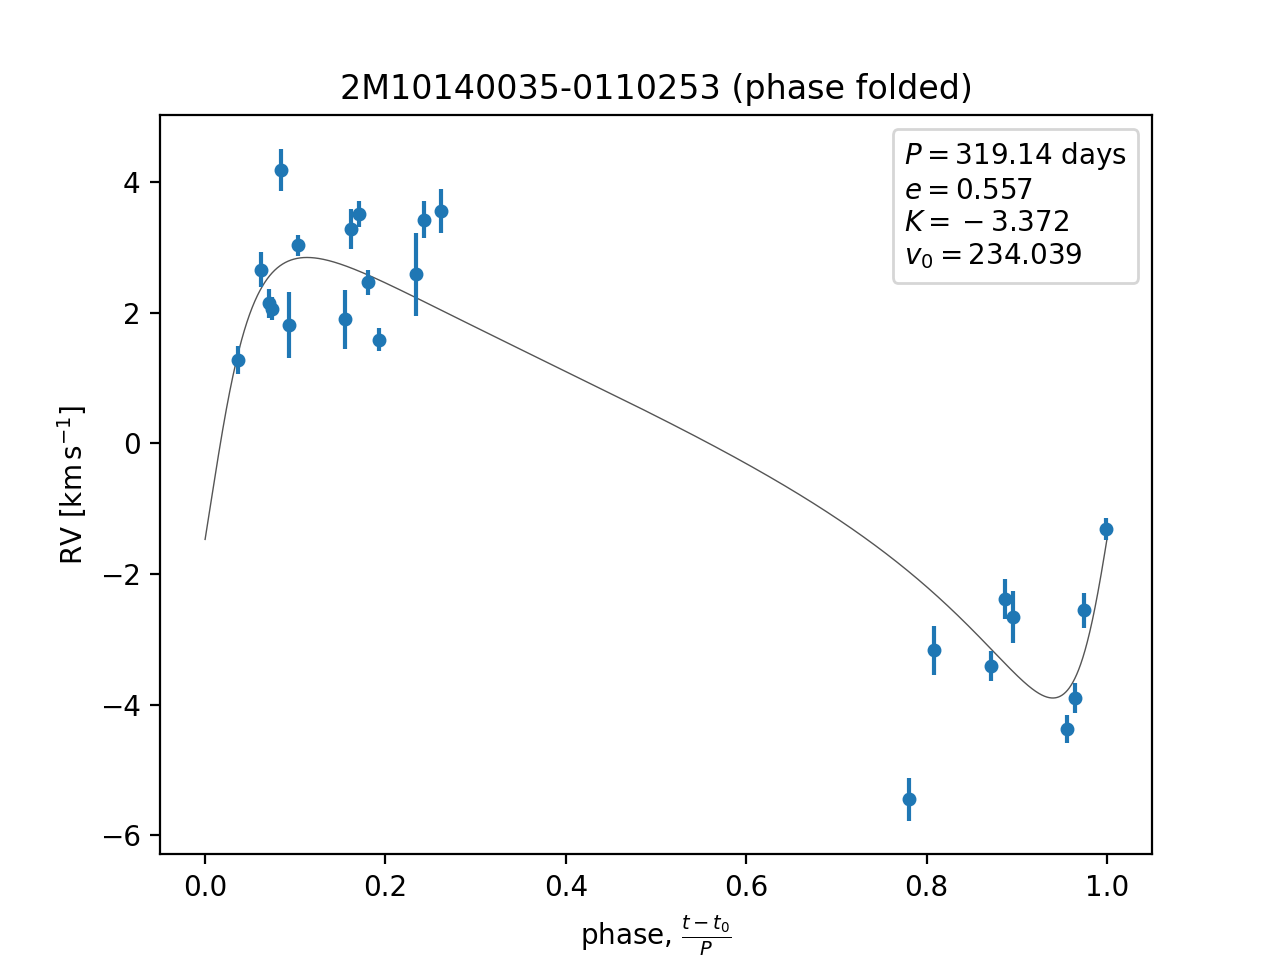 2M10140035-0110253 (phase folded)
P = 319.14 days
e = 0.557
K = −3.372
v₀ = 234.039
RV [km s⁻¹]
4
2
0
−2
−4
−6
0.0 0.2 0.4 0.6 0.8 1.0
phase, (t − t₀)/P